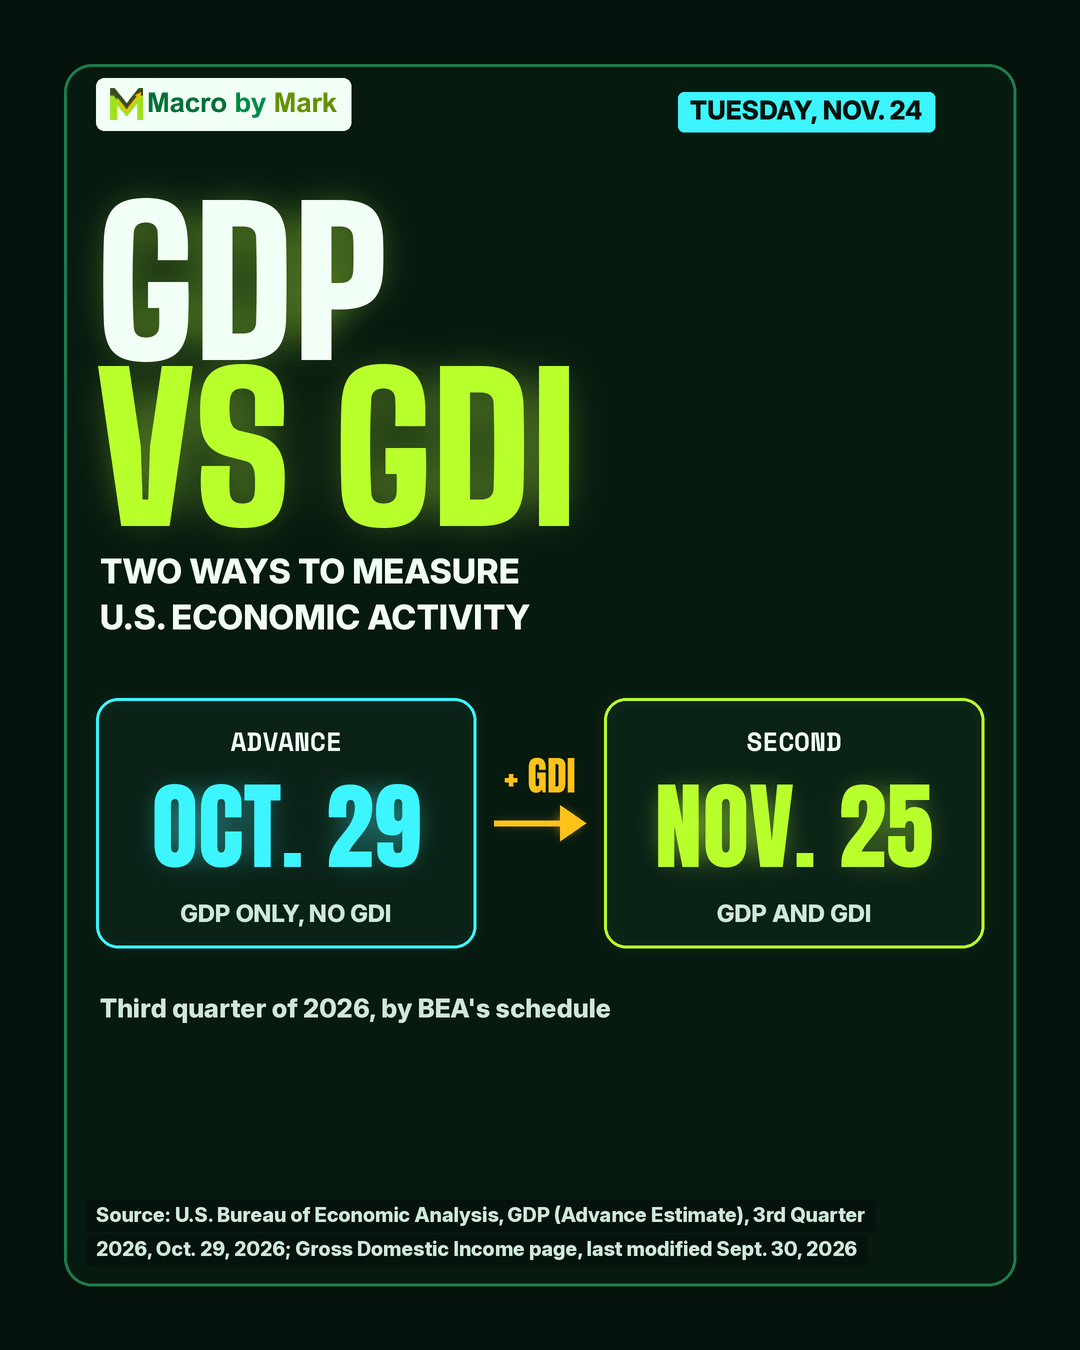 Macro by Mark
TUESDAY, NOV. 24
GDP
VS GDI
TWO WAYS TO MEASURE
U.S. ECONOMIC ACTIVITY
ADVANCE
OCT. 29
GDP ONLY, NO GDI
+ GDI
SECOND
NOV. 25
GDP AND GDI
Third quarter of 2026, by BEA's schedule
Source: U.S. Bureau of Economic Analysis, GDP (Advance Estimate), 3rd Quarter
2026, Oct. 29, 2026; Gross Domestic Income page, last modified Sept. 30, 2026